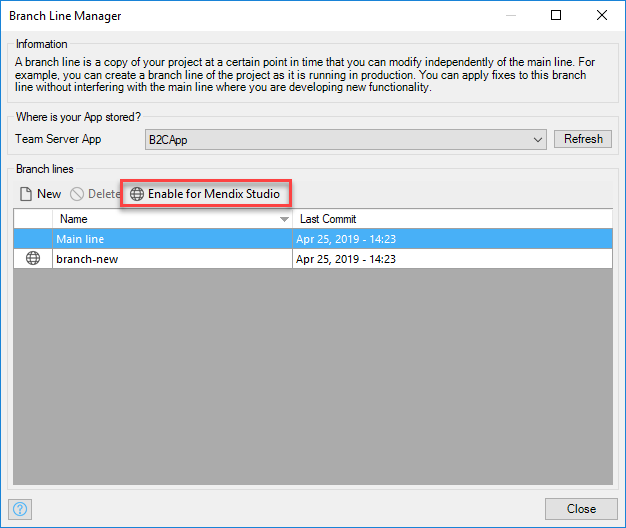 Branch Line Manager
Information
A branch line is a copy of your project at a certain point in time that you can modify independently of the main line. For
example, you can create a branch line of the project as it is running in production. You can apply fixes to this branch
line without interfering with the main line where you are developing new functionality.
Where is your App stored?
Team Server App B2CApp Refresh
Branch lines
New Delete Enable for Mendix Studio
Name Last Commit
Main line Apr 25, 2019 - 14:23
branch-new Apr 25, 2019 - 14:23
? Close